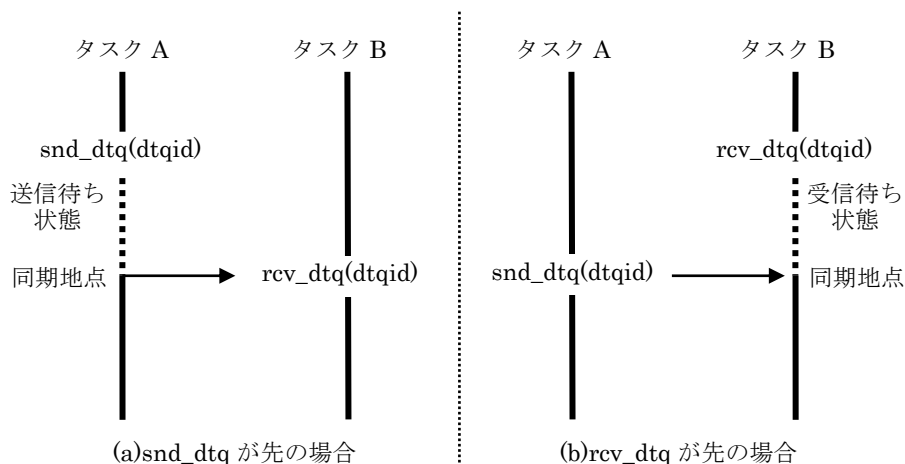 タスク A
タスク B
snd_dtq(dtqid)
送信待ち
状態
同期地点
rcv_dtq(dtqid)
(a)snd_dtq が先の場合
タスク A
タスク B
rcv_dtq(dtqid)
受信待ち
状態
snd_dtq(dtqid)
同期地点
(b)rcv_dtq が先の場合